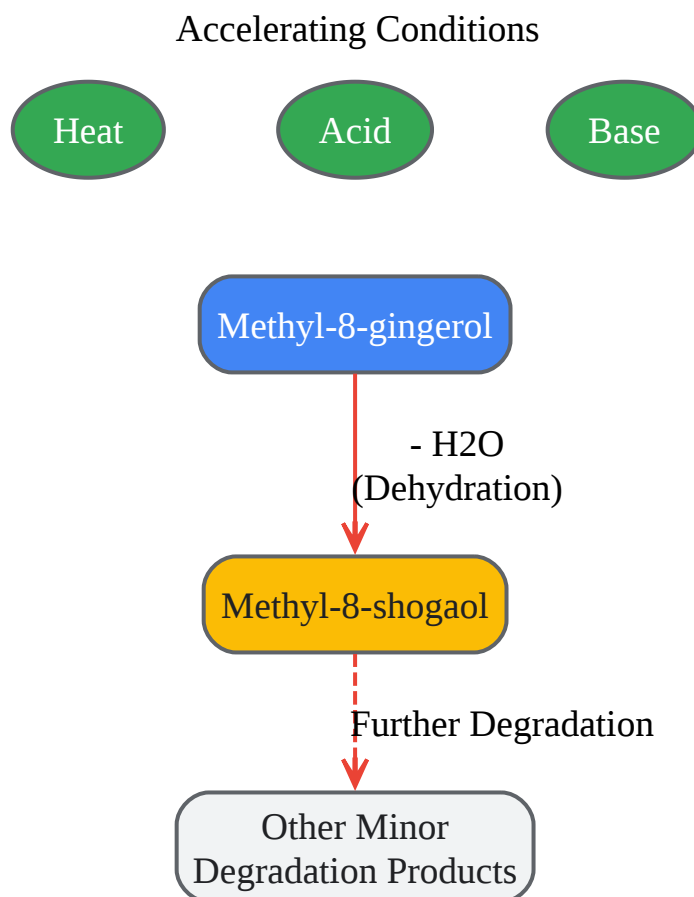 Accelerating Conditions
Heat
Acid
Base
Methyl-8-gingerol
- H2O
(Dehydration)
Methyl-8-shogaol
Further Degradation
Other Minor
Degradation Products